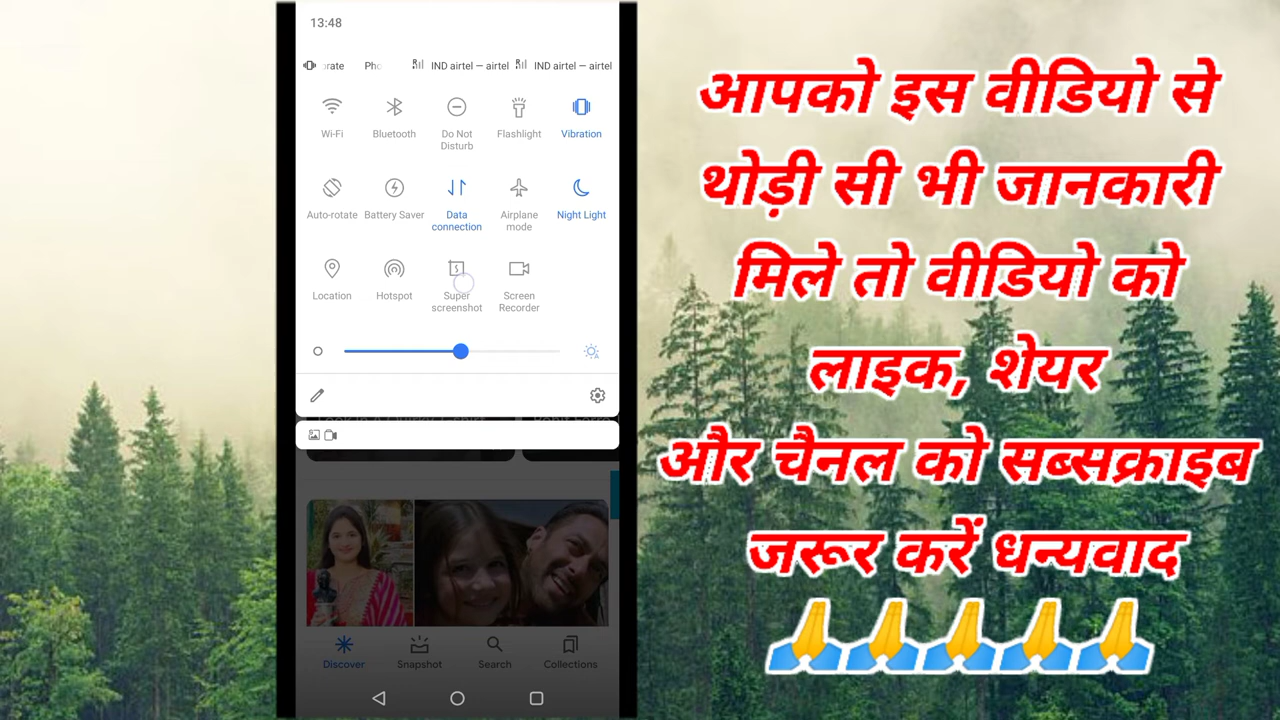 13:48
IND airtel — airtel IND airtel — airtel
Wi-Fi Bluetooth Do Not Disturb Flashlight Vibration
Auto-rotate Battery Saver Data connection Airplane mode Night Light
Location Hotspot Super screenshot Screen Recorder
Discover Snapshot Search Collections
आपको इस वीडियो से
थोड़ी सी भी जानकारी
मिले तो वीडियो को
लाइक, शेयर
और चैनल को सब्सक्राइब
जरूर करें धन्यवाद
🙏🙏🙏🙏🙏